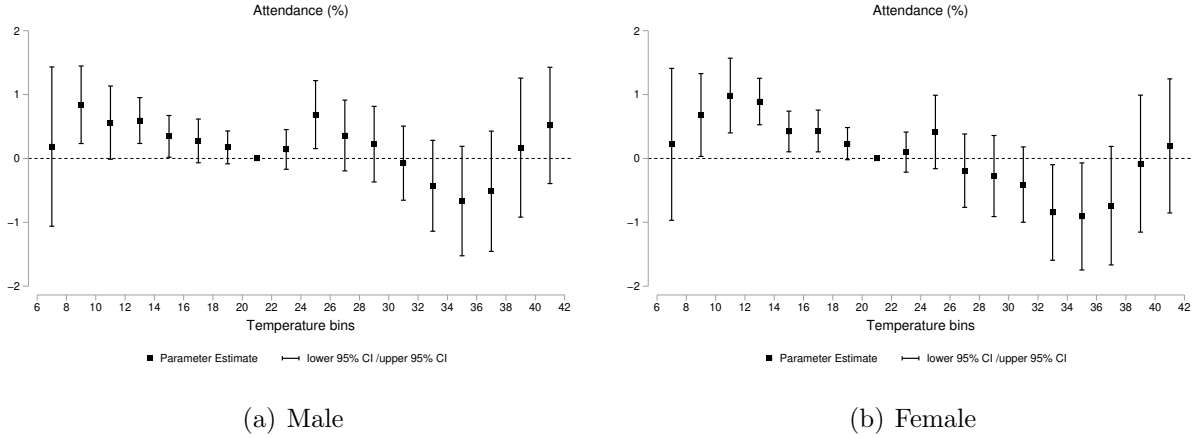 Attendance (%)
2
1
0
−1
−2
6 8 10 12 14 16 18 20 22 24 26 28 30 32 34 36 38 40 42
Temperature bins
Parameter Estimate lower 95% CI /upper 95% CI
(a) Male
Attendance (%)
2
1
0
−1
−2
6 8 10 12 14 16 18 20 22 24 26 28 30 32 34 36 38 40 42
Temperature bins
Parameter Estimate lower 95% CI /upper 95% CI
(b) Female